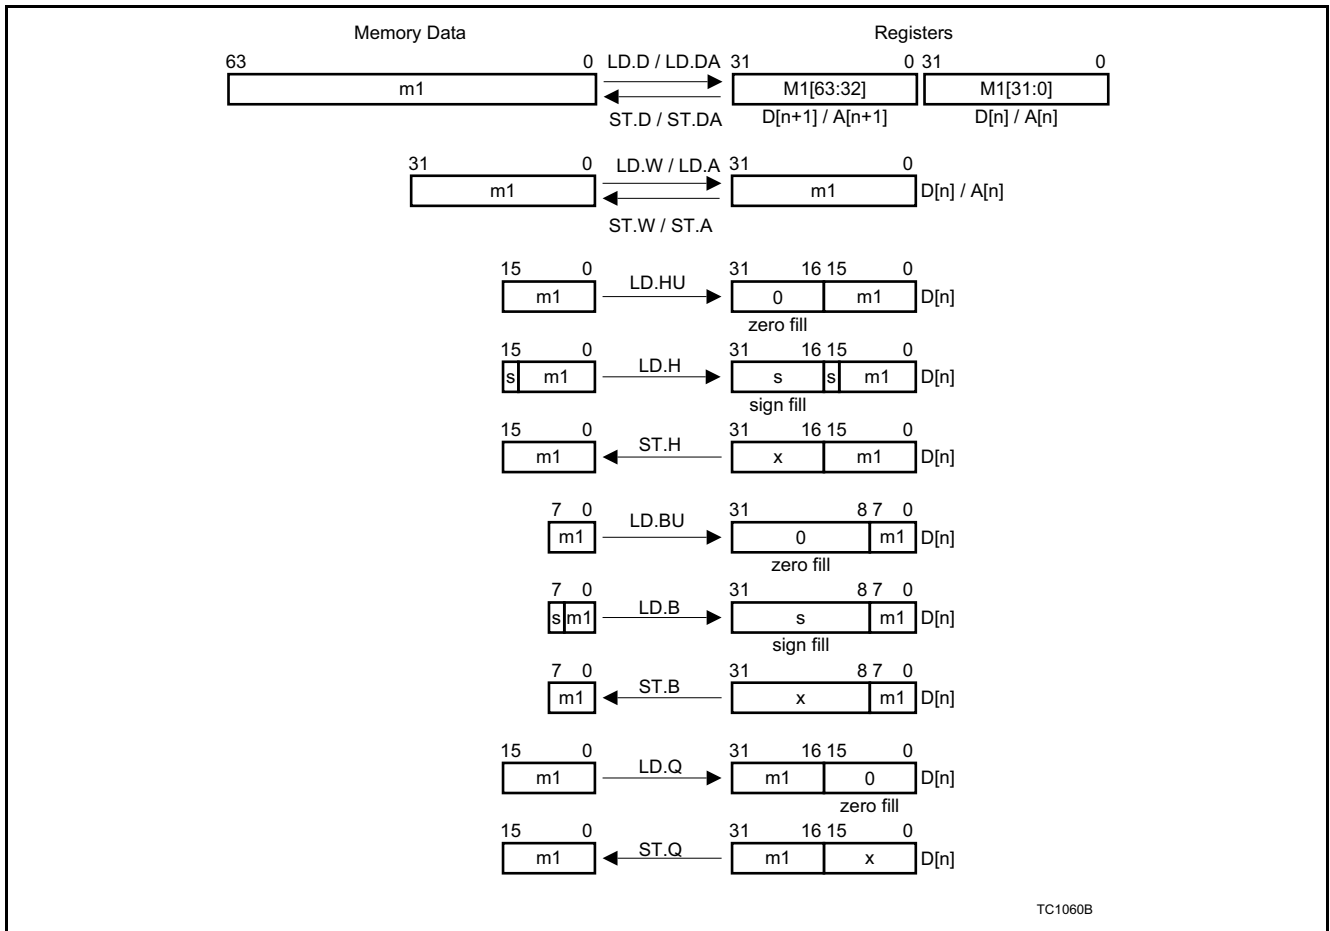 Memory Data Registers
63 0 LD.D / LD.DA 31 0 31 0
m1 M1[63:32] M1[31:0]
ST.D / ST.DA D[n+1] / A[n+1] D[n] / A[n]
31 0 LD.W / LD.A 31 0
m1 m1 D[n] / A[n]
ST.W / ST.A
15 0 LD.HU 31 16 15 0
m1 0 m1 D[n]
zero fill
15 0 LD.H 31 16 15 0
s m1 s s m1 D[n]
sign fill
15 0 ST.H 31 16 15 0
m1 x m1 D[n]
7 0 LD.BU 31 8 7 0
m1 0 m1 D[n]
zero fill
7 0 LD.B 31 8 7 0
s m1 s m1 D[n]
sign fill
7 0 ST.B 31 8 7 0
m1 x m1 D[n]
15 0 LD.Q 31 16 15 0
m1 m1 0 D[n]
zero fill
15 0 ST.Q 31 16 15 0
m1 m1 x D[n]
TC1060B